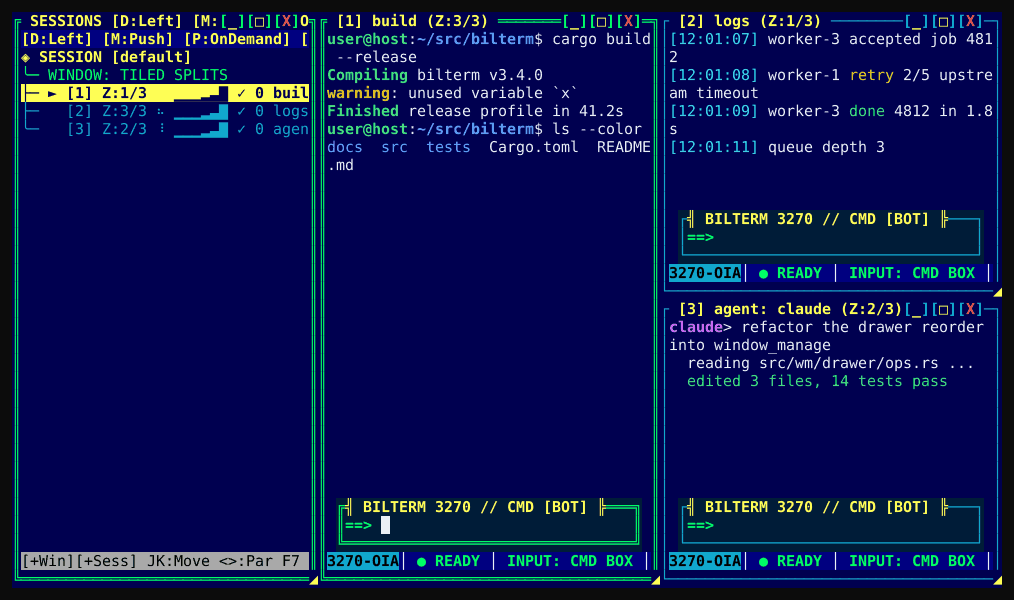 SESSIONS [D:Left] [M:[_][□][X]O
[D:Left] [M:Push] [P:OnDemand] [
◈ SESSION [default]
╰─ WINDOW: TILED SPLITS
├─ ► [1] Z:1/3 ▁▁▁▂▃█ ✓ 0 buil
├─ [2] Z:3/3 ⠦ ▁▁▁▂▃█ ✓ 0 logs
╰─ [3] Z:2/3 ⠸ ▁▁▁▂▃█ ✓ 0 agen
[+Win][+Sess] JK:Move <>:Par F7
[1] build (Z:3/3) [_][□][X]
user@host:~/src/bilterm$ cargo build
--release
Compiling bilterm v3.4.0
warning: unused variable `x`
Finished release profile in 41.2s
user@host:~/src/bilterm$ ls --color
docs  src  tests  Cargo.toml  README
.md
BILTERM 3270 // CMD [BOT]
==>
3270-OIA│ ● READY │ INPUT: CMD BOX │
[2] logs (Z:1/3) [_][□][X]
[12:01:07] worker-3 accepted job 481
2
[12:01:08] worker-1 retry 2/5 upstre
am timeout
[12:01:09] worker-3 done 4812 in 1.8
s
[12:01:11] queue depth 3
BILTERM 3270 // CMD [BOT]
==>
3270-OIA│ ● READY │ INPUT: CMD BOX │
[3] agent: claude (Z:2/3)[_][□][X]
claude> refactor the drawer reorder
into window_manage
reading src/wm/drawer/ops.rs ...
edited 3 files, 14 tests pass
BILTERM 3270 // CMD [BOT]
==>
3270-OIA│ ● READY │ INPUT: CMD BOX │